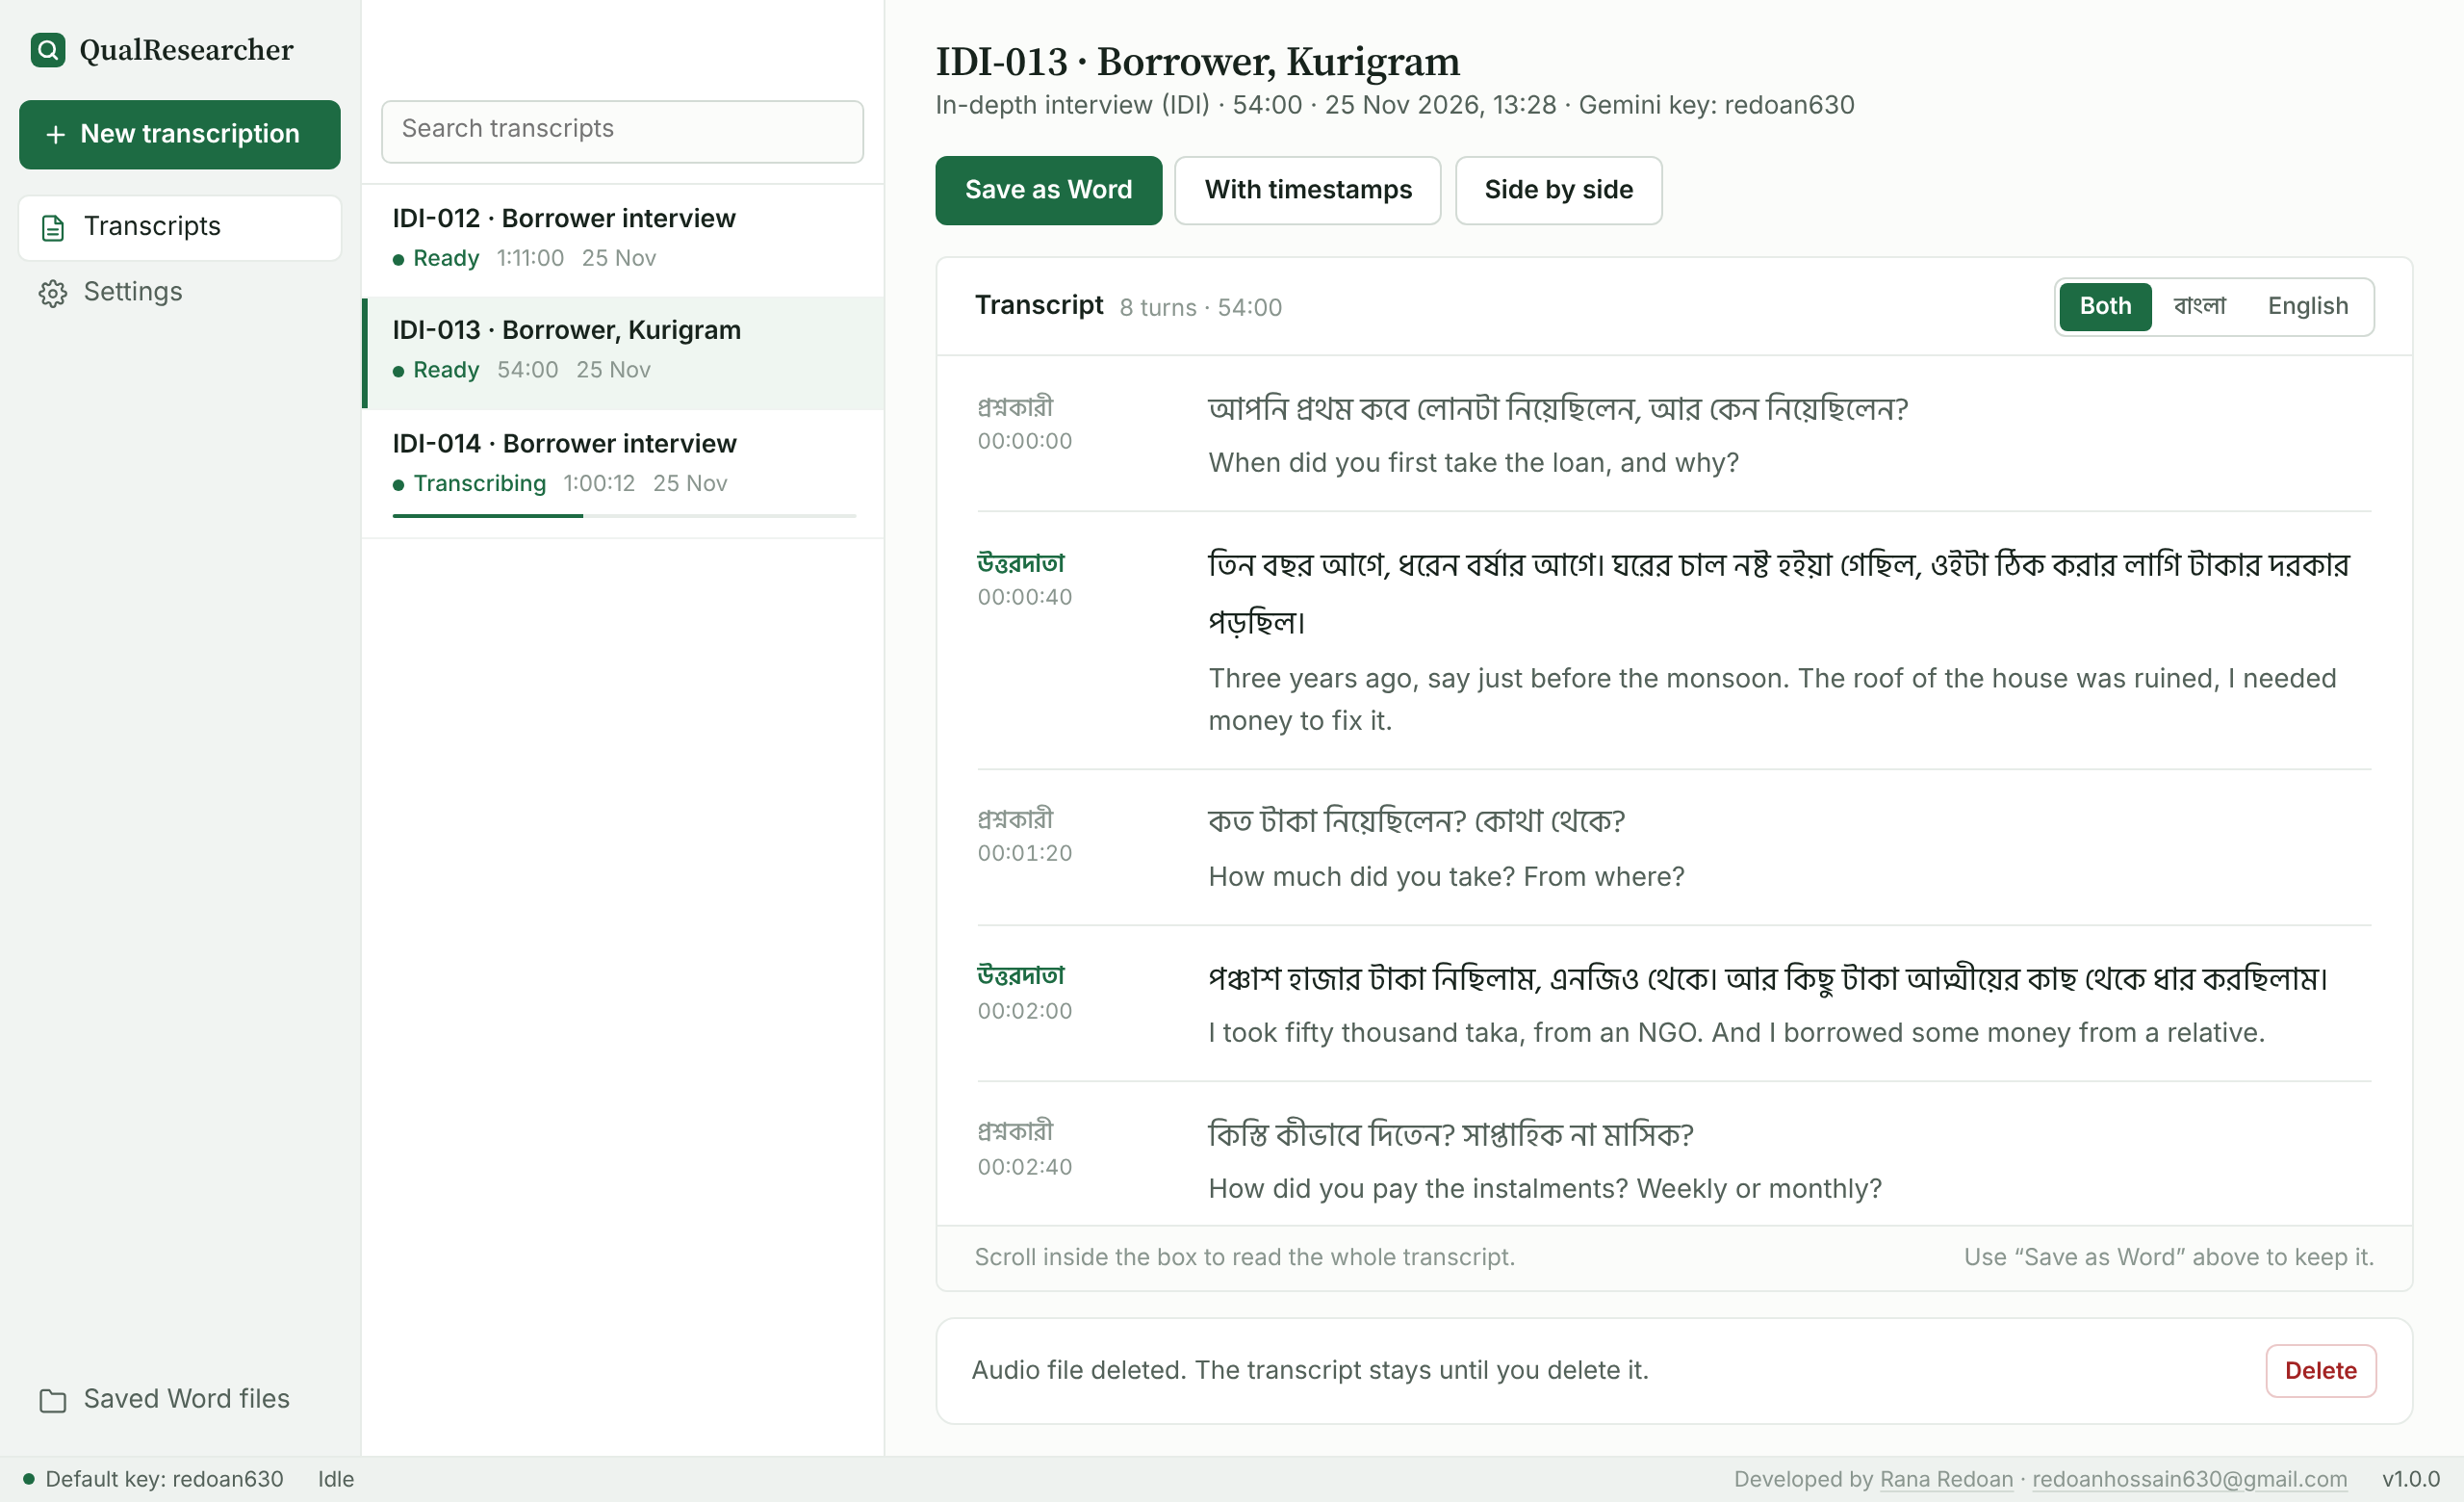 QualResearcher
+ New transcription
Transcripts
Settings
Saved Word files
Search transcripts
IDI-012 · Borrower interview
Ready 1:11:00 25 Nov
IDI-013 · Borrower, Kurigram
Ready 54:00 25 Nov
IDI-014 · Borrower interview
Transcribing 1:00:12 25 Nov
IDI-013 · Borrower, Kurigram
In-depth interview (IDI) · 54:00 · 25 Nov 2026, 13:28 · Gemini key: redoan630
Save as Word With timestamps Side by side
Transcript 8 turns · 54:00 Both বাংলা English
প্রশ্নকারী
00:00:00
আপনি প্রথম কবে লোনটা নিয়েছিলেন, আর কেন নিয়েছিলেন?
When did you first take the loan, and why?
উত্তরদাতা
00:00:40
তিন বছর আগে, ধরেন বর্ষার আগে। ঘরের চাল নষ্ট হইয়া গেছিল, ওইটা ঠিক করার লাগি টাকার দরকার
পড়ছিল।
Three years ago, say just before the monsoon. The roof of the house was ruined, I needed
money to fix it.
প্রশ্নকারী
00:01:20
কত টাকা নিয়েছিলেন? কোথা থেকে?
How much did you take? From where?
উত্তরদাতা
00:02:00
পঞ্চাশ হাজার টাকা নিছিলাম, এনজিও থেকে। আর কিছু টাকা আত্মীয়ের কাছ থেকে ধার করছিলাম।
I took fifty thousand taka, from an NGO. And I borrowed some money from a relative.
প্রশ্নকারী
00:02:40
কিস্তি কীভাবে দিতেন? সাপ্তাহিক না মাসিক?
How did you pay the instalments? Weekly or monthly?
Scroll inside the box to read the whole transcript. Use “Save as Word” above to keep it.
Audio file deleted. The transcript stays until you delete it. Delete
Default key: redoan630 Idle Developed by Rana Redoan · redoanhossain630@gmail.com v1.0.0